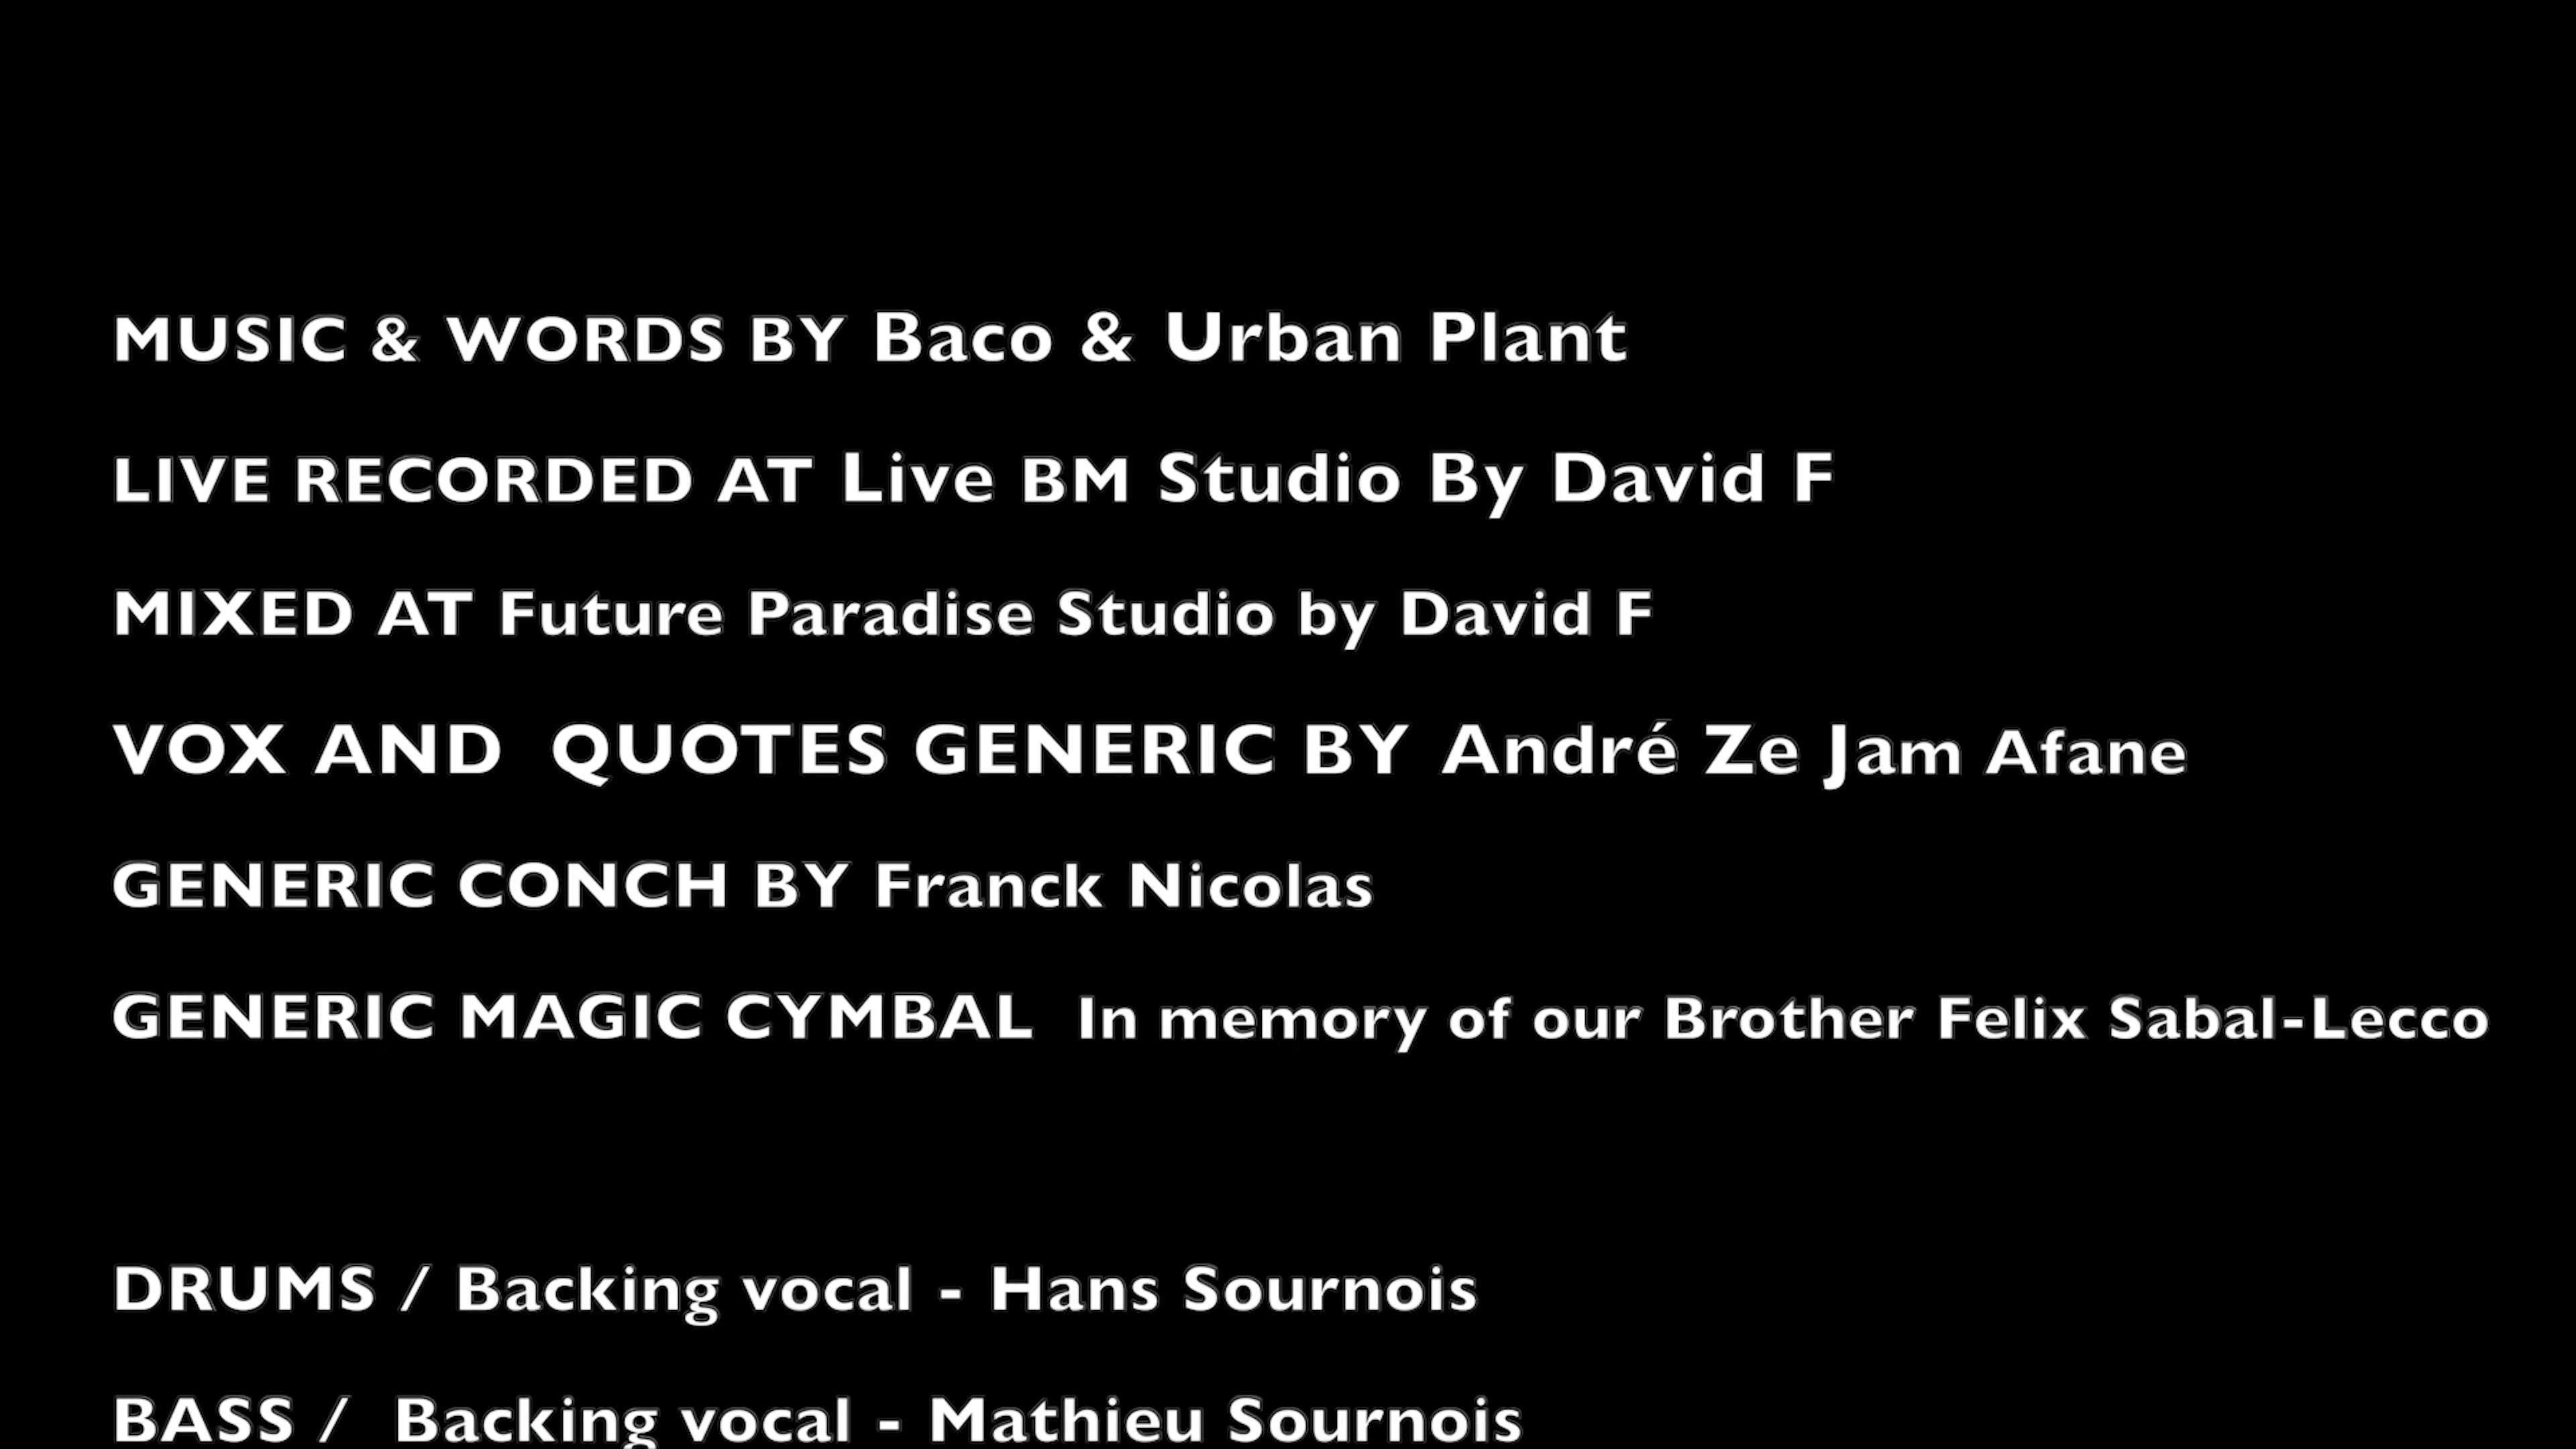 MUSIC & WORDS BY Baco & Urban Plant
LIVE RECORDED AT Live BM Studio By David F
MIXED AT Future Paradise Studio by David F
VOX AND  QUOTES GENERIC BY André Ze Jam Afane
GENERIC CONCH BY Franck Nicolas
GENERIC MAGIC CYMBAL  In memory of our Brother Felix Sabal-Lecco
DRUMS / Backing vocal - Hans Sournois
BASS /  Backing vocal - Mathieu Sournois